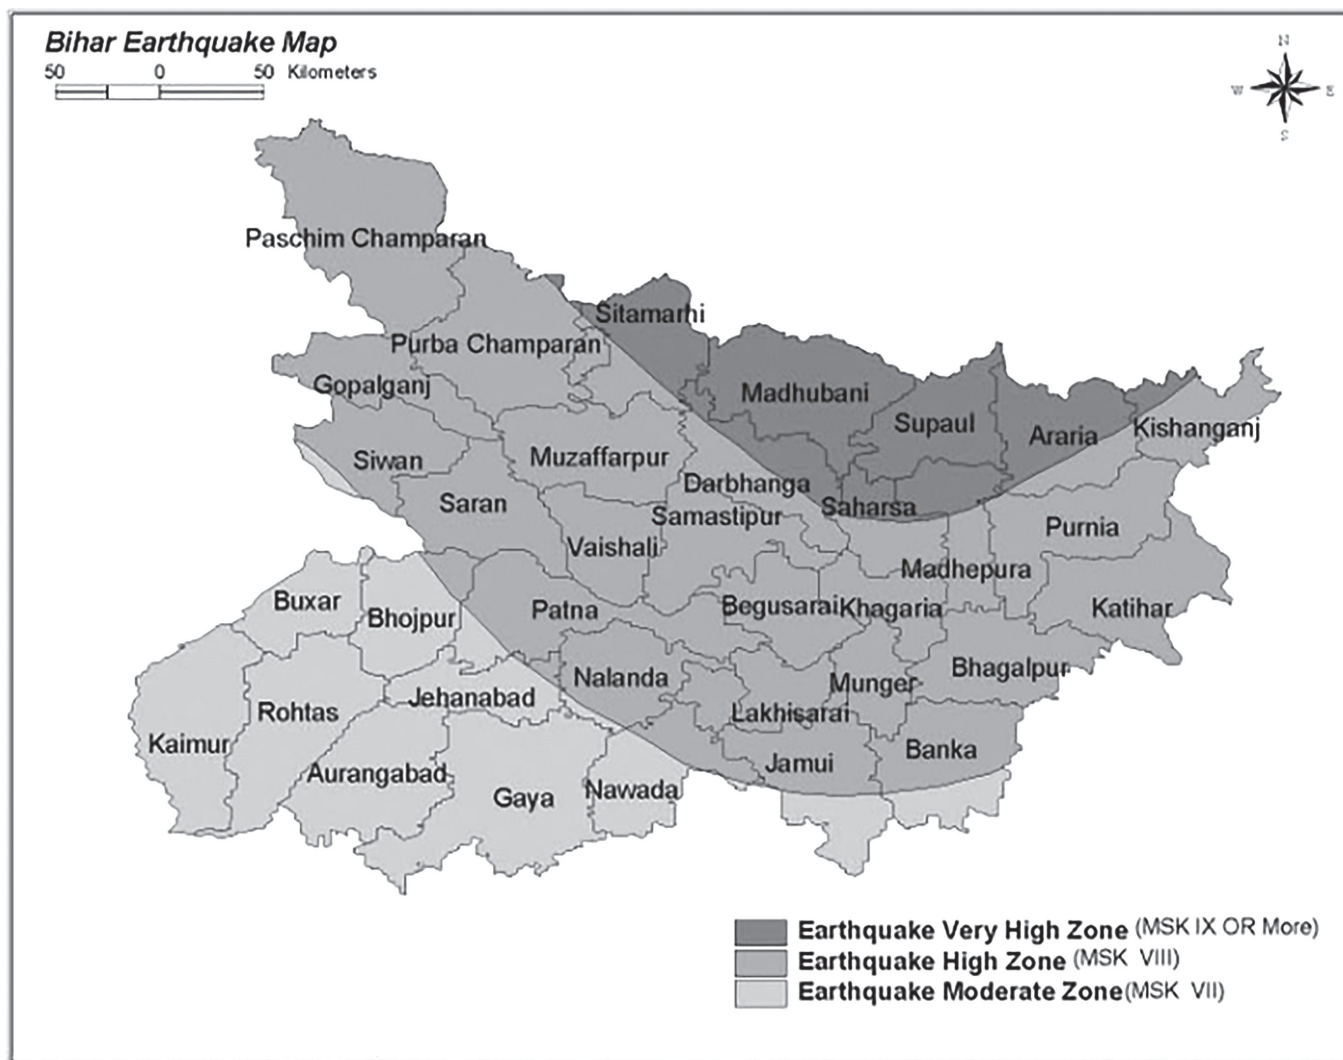 Bihar Earthquake Map
50 0 50 Kilometers
N
W E
S
Paschim Champaran
Sitamarhi
Purba Champaran
Gopalganj
Madhubani
Supaul
Araria
Kishanganj
Siwan
Muzaffarpur
Darbhanga
Saran
Saharsa
Samastipur
Purnia
Vaishali
Madhepura
Buxar
Bhojpur
Patna
Begusarai
Khagaria
Katihar
Nalanda
Bhagalpur
Munger
Jehanabad
Rohtas
Lakhisarai
Kaimur
Banka
Jamui
Aurangabad
Gaya
Nawada
Earthquake Very High Zone (MSK IX OR More)
Earthquake High Zone (MSK VIII)
Earthquake Moderate Zone(MSK VII)